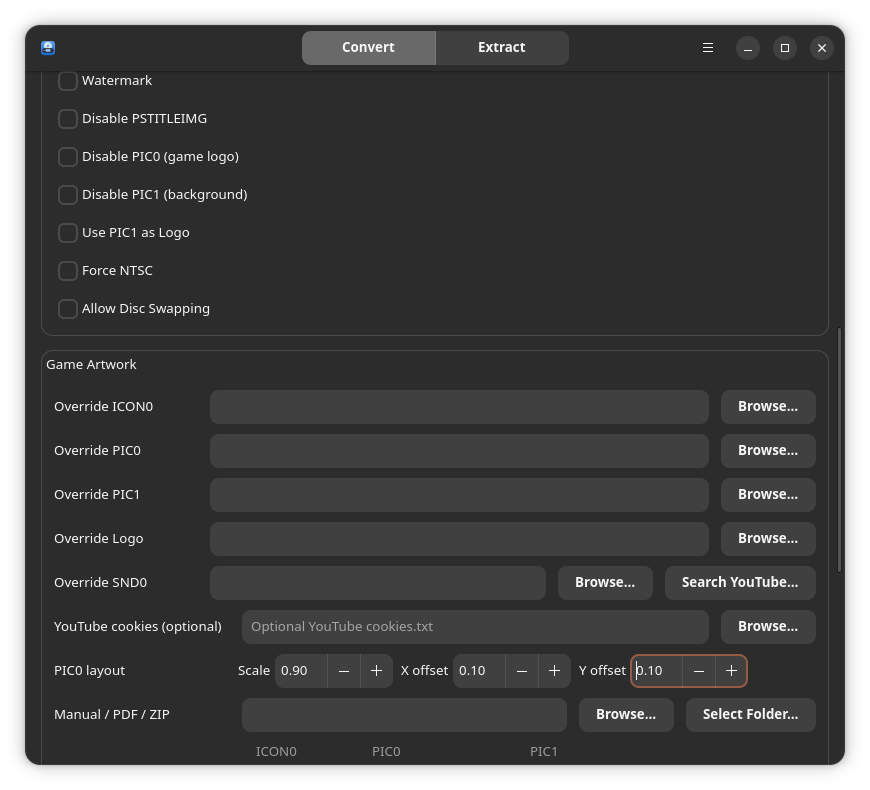 Convert Extract
Watermark
Disable PSTITLEIMG
Disable PIC0 (game logo)
Disable PIC1 (background)
Use PIC1 as Logo
Force NTSC
Allow Disc Swapping
Game Artwork
Override ICON0 Browse...
Override PIC0 Browse...
Override PIC1 Browse...
Override Logo Browse...
Override SND0 Browse... Search YouTube...
YouTube cookies (optional) Optional YouTube cookies.txt Browse...
PIC0 layout Scale 0.90 − + X offset 0.10 − + Y offset 0.10 − +
Manual / PDF / ZIP Browse... Select Folder...
ICON0 PIC0 PIC1